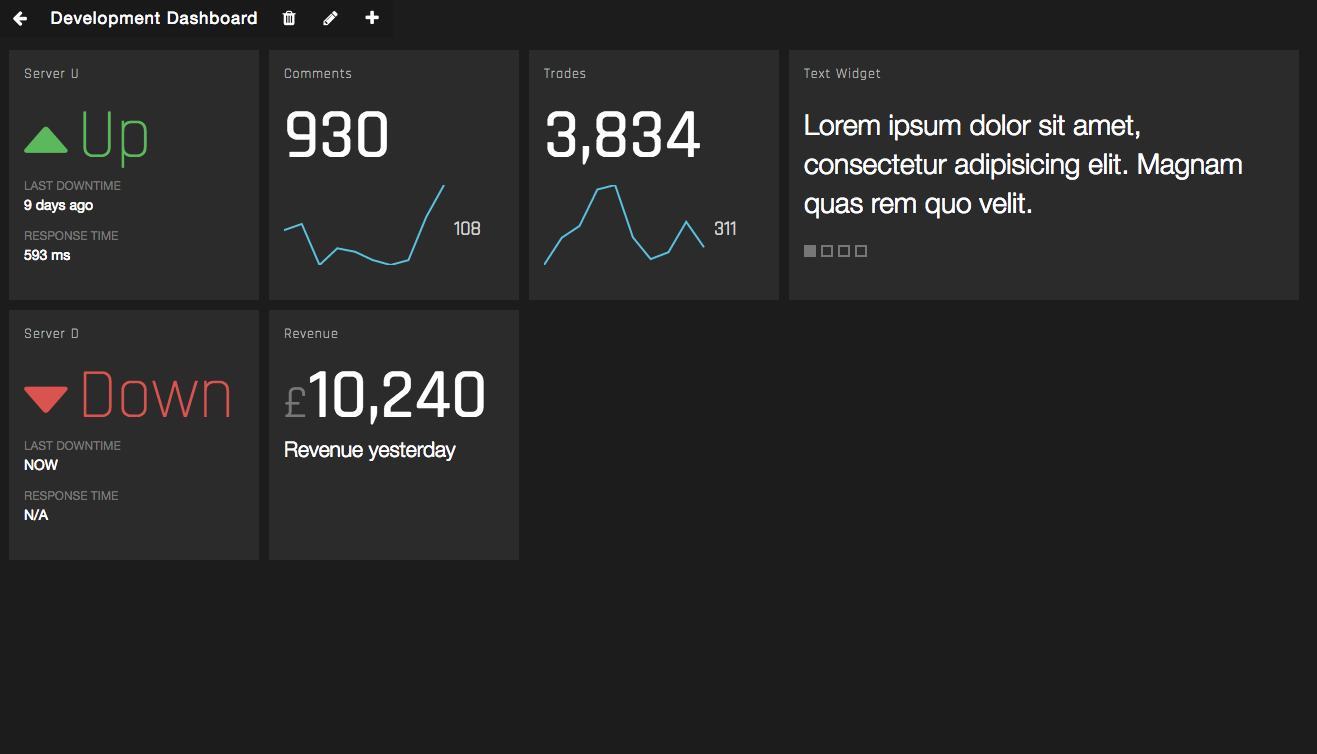 Development Dashboard
Server U
Up
LAST DOWNTIME
9 days ago
RESPONSE TIME
593 ms
Comments
930
108
Trades
3,834
311
Text Widget
Lorem ipsum dolor sit amet,
consectetur adipisicing elit. Magnam
quas rem quo velit.
Server D
Down
LAST DOWNTIME
NOW
RESPONSE TIME
N/A
Revenue
£10,240
Revenue yesterday